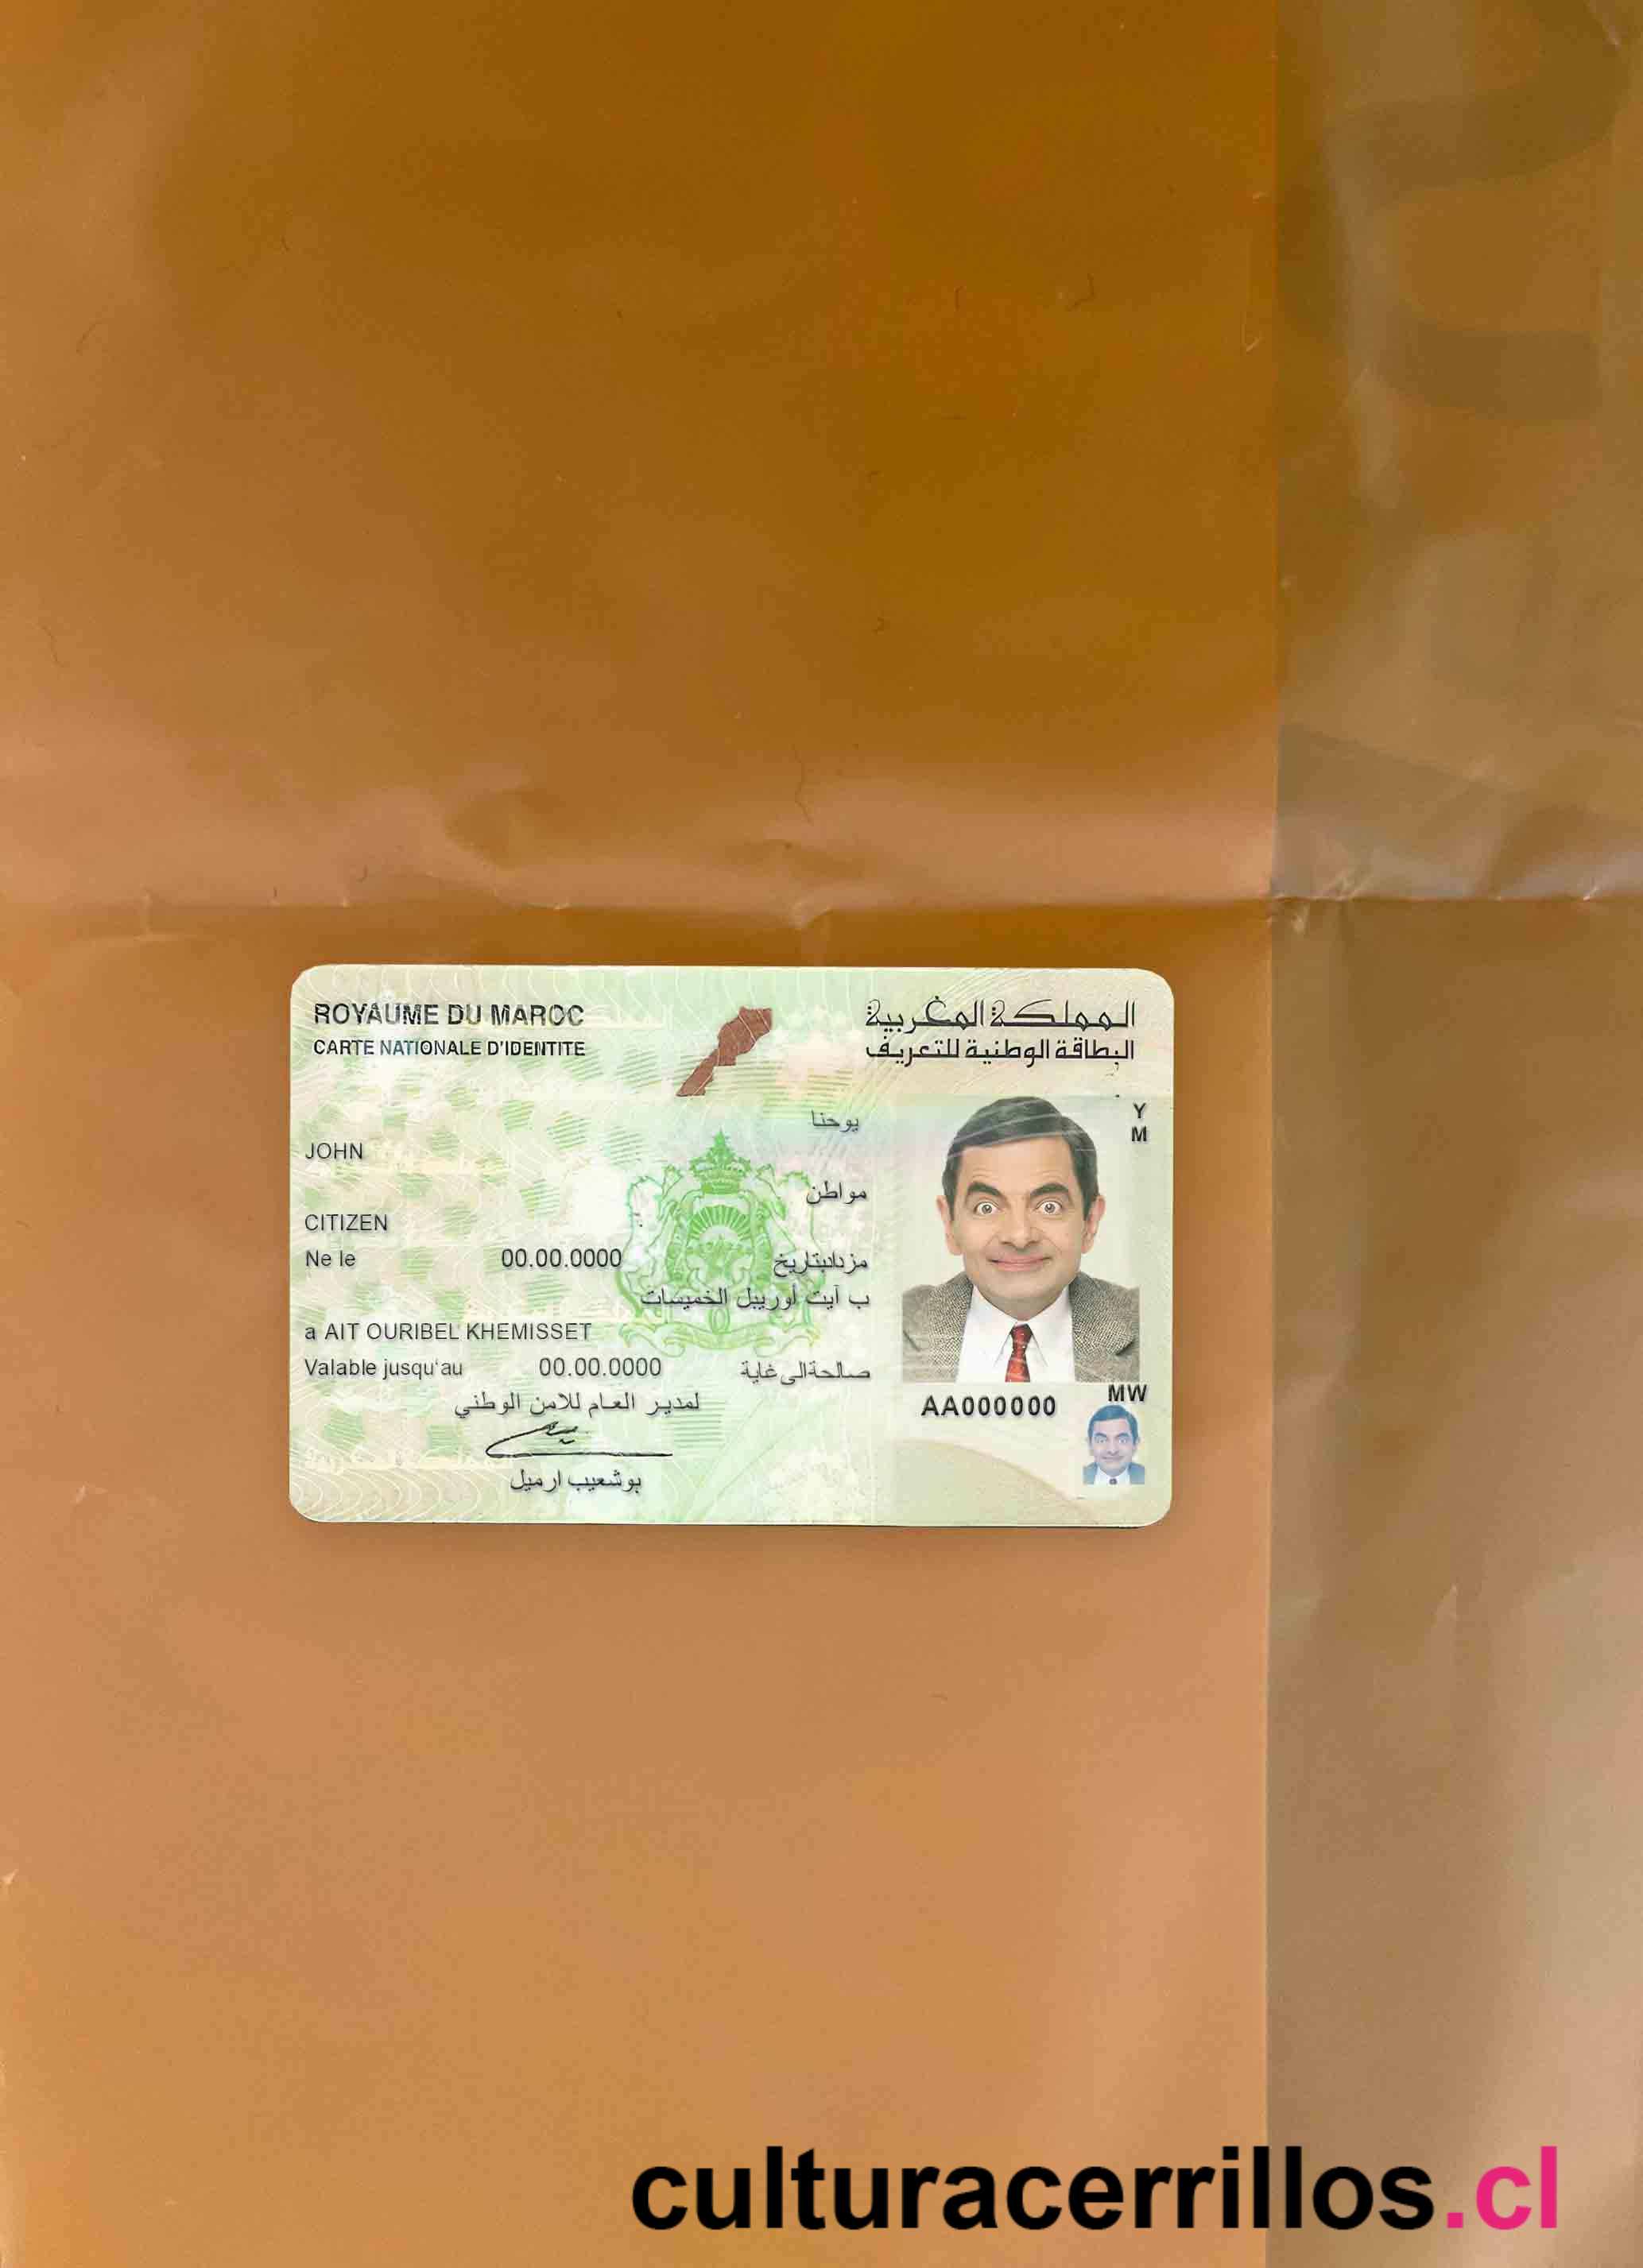 ROYAUME DU MAROC
المملكة المغربية
CARTE NATIONALE D'IDENTITE
البطاقة الوطنية للتعريف
Y
M
يوحنا
JOHN
مواطن
CITIZEN
Ne le 00.00.0000 مزدادبتاريخ
ب آيت أوريبل الخميسات
a AIT OURIBEL KHEMISSET
Valable jusqu'au 00.00.0000 صالحةالى غاية
MW
AA000000
لمدير العام للامن الوطني
بوشعيب ارميل
culturacerrillos.cl